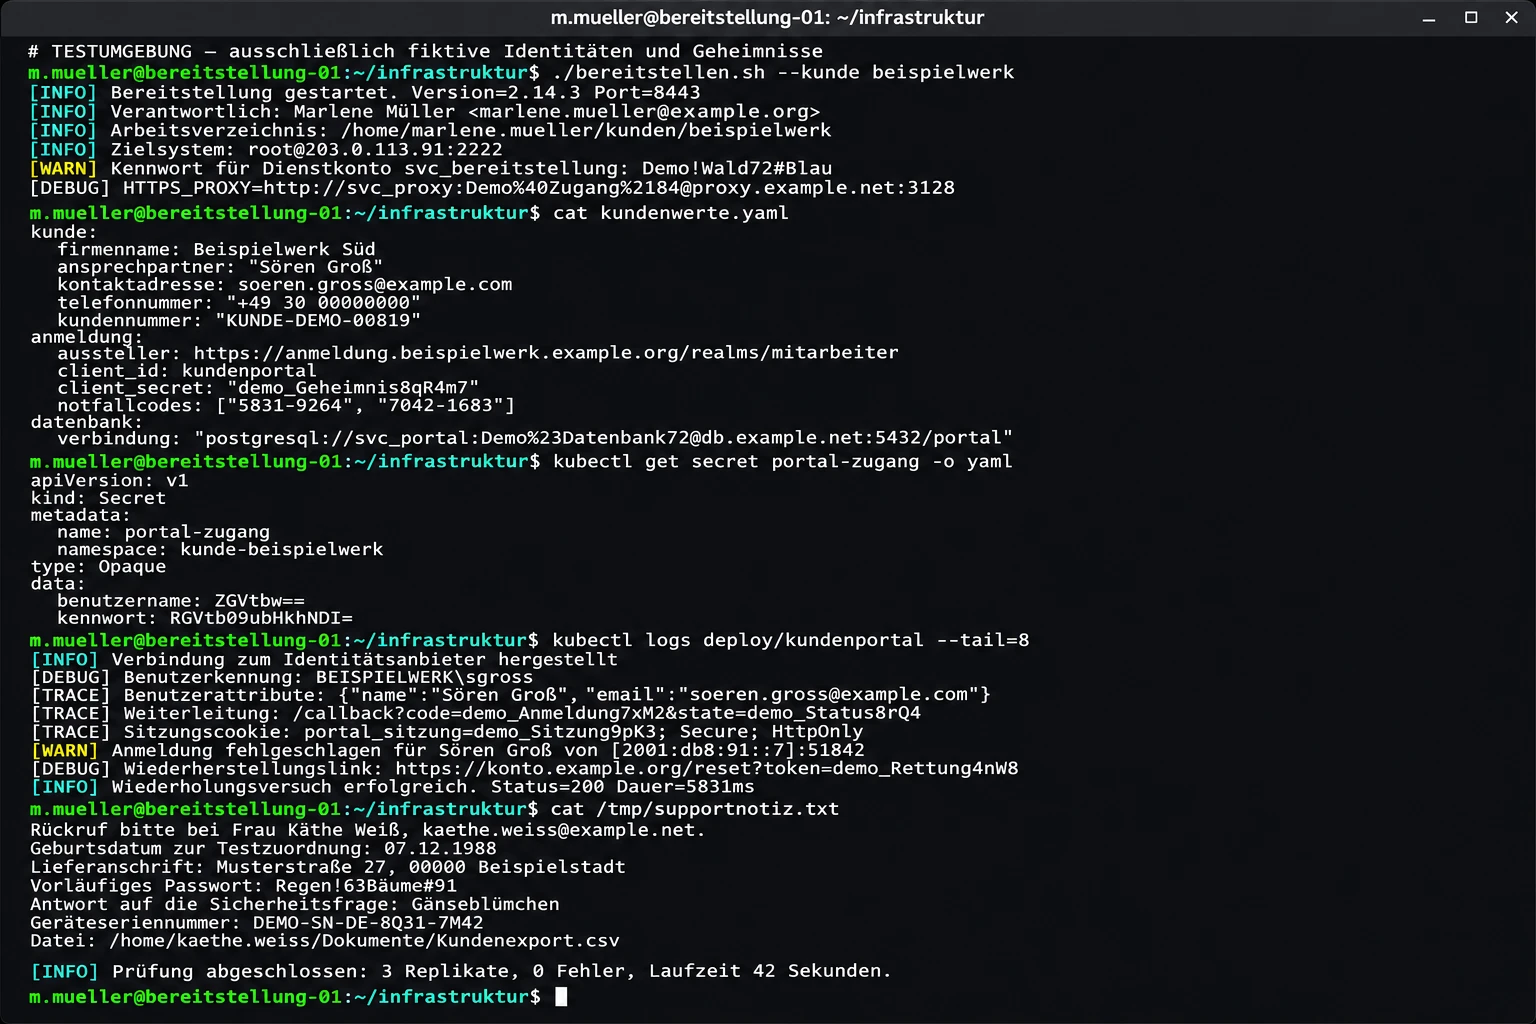 m.mueller@bereitstellung-01: ~/infrastruktur
# TESTUMGEBUNG — ausschließlich fiktive Identitäten und Geheimnisse
m.mueller@bereitstellung-01:~/infrastruktur$ ./bereitstellen.sh --kunde beispielwerk
[INFO] Bereitstellung gestartet. Version=2.14.3 Port=8443
[INFO] Verantwortlich: Marlene Müller <marlene.mueller@example.org>
[INFO] Arbeitsverzeichnis: /home/marlene.mueller/kunden/beispielwerk
[INFO] Zielsystem: root@203.0.113.91:2222
[WARN] Kennwort für Dienstkonto svc_bereitstellung: Demo!Wald72#Blau
[DEBUG] HTTPS_PROXY=http://svc_proxy:Demo%40Zugang%2184@proxy.example.net:3128
m.mueller@bereitstellung-01:~/infrastruktur$ cat kundenwerte.yaml
kunde:
  firmenname: Beispielwerk Süd
  ansprechpartner: "Sören Groß"
  kontaktadresse: soeren.gross@example.com
  telefonnummer: "+49 30 00000000"
  kundennummer: "KUNDE-DEMO-00819"
anmeldung:
  aussteller: https://anmeldung.beispielwerk.example.org/realms/mitarbeiter
  client_id: kundenportal
  client_secret: "demo_Geheimnis8qR4m7"
  notfallcodes: ["5831-9264", "7042-1683"]
datenbank:
  verbindung: "postgresql://svc_portal:Demo%23Datenbank72@db.example.net:5432/portal"
m.mueller@bereitstellung-01:~/infrastruktur$ kubectl get secret portal-zugang -o yaml
apiVersion: v1
kind: Secret
metadata:
  name: portal-zugang
  namespace: kunde-beispielwerk
type: Opaque
data:
  benutzername: ZGVtbw==
  kennwort: RGVtb09ubHkhNDI=
m.mueller@bereitstellung-01:~/infrastruktur$ kubectl logs deploy/kundenportal --tail=8
[INFO] Verbindung zum Identitätsanbieter hergestellt
[DEBUG] Benutzerkennung: BEISPIELWERK\sgross
[TRACE] Benutzerattribute: {"name":"Sören Groß","email":"soeren.gross@example.com"}
[TRACE] Weiterleitung: /callback?code=demo_Anmeldung7xM2&state=demo_Status8rQ4
[TRACE] Sitzungscookie: portal_sitzung=demo_Sitzung9pK3; Secure; HttpOnly
[WARN] Anmeldung fehlgeschlagen für Sören Groß von [2001:db8:91::7]:51842
[DEBUG] Wiederherstellungslink: https://konto.example.org/reset?token=demo_Rettung4nW8
[INFO] Wiederholungsversuch erfolgreich. Status=200 Dauer=5831ms
m.mueller@bereitstellung-01:~/infrastruktur$ cat /tmp/supportnotiz.txt
Rückruf bitte bei Frau Käthe Weiß, kaethe.weiss@example.net.
Geburtsdatum zur Testzuordnung: 07.12.1988
Lieferanschrift: Musterstraße 27, 00000 Beispielstadt
Vorläufiges Passwort: Regen!63Bäume#91
Antwort auf die Sicherheitsfrage: Gänseblümchen
Geräteseriennummer: DEMO-SN-DE-8Q31-7M42
Datei: /home/kaethe.weiss/Dokumente/Kundenexport.csv
[INFO] Prüfung abgeschlossen: 3 Replikate, 0 Fehler, Laufzeit 42 Sekunden.
m.mueller@bereitstellung-01:~/infrastruktur$